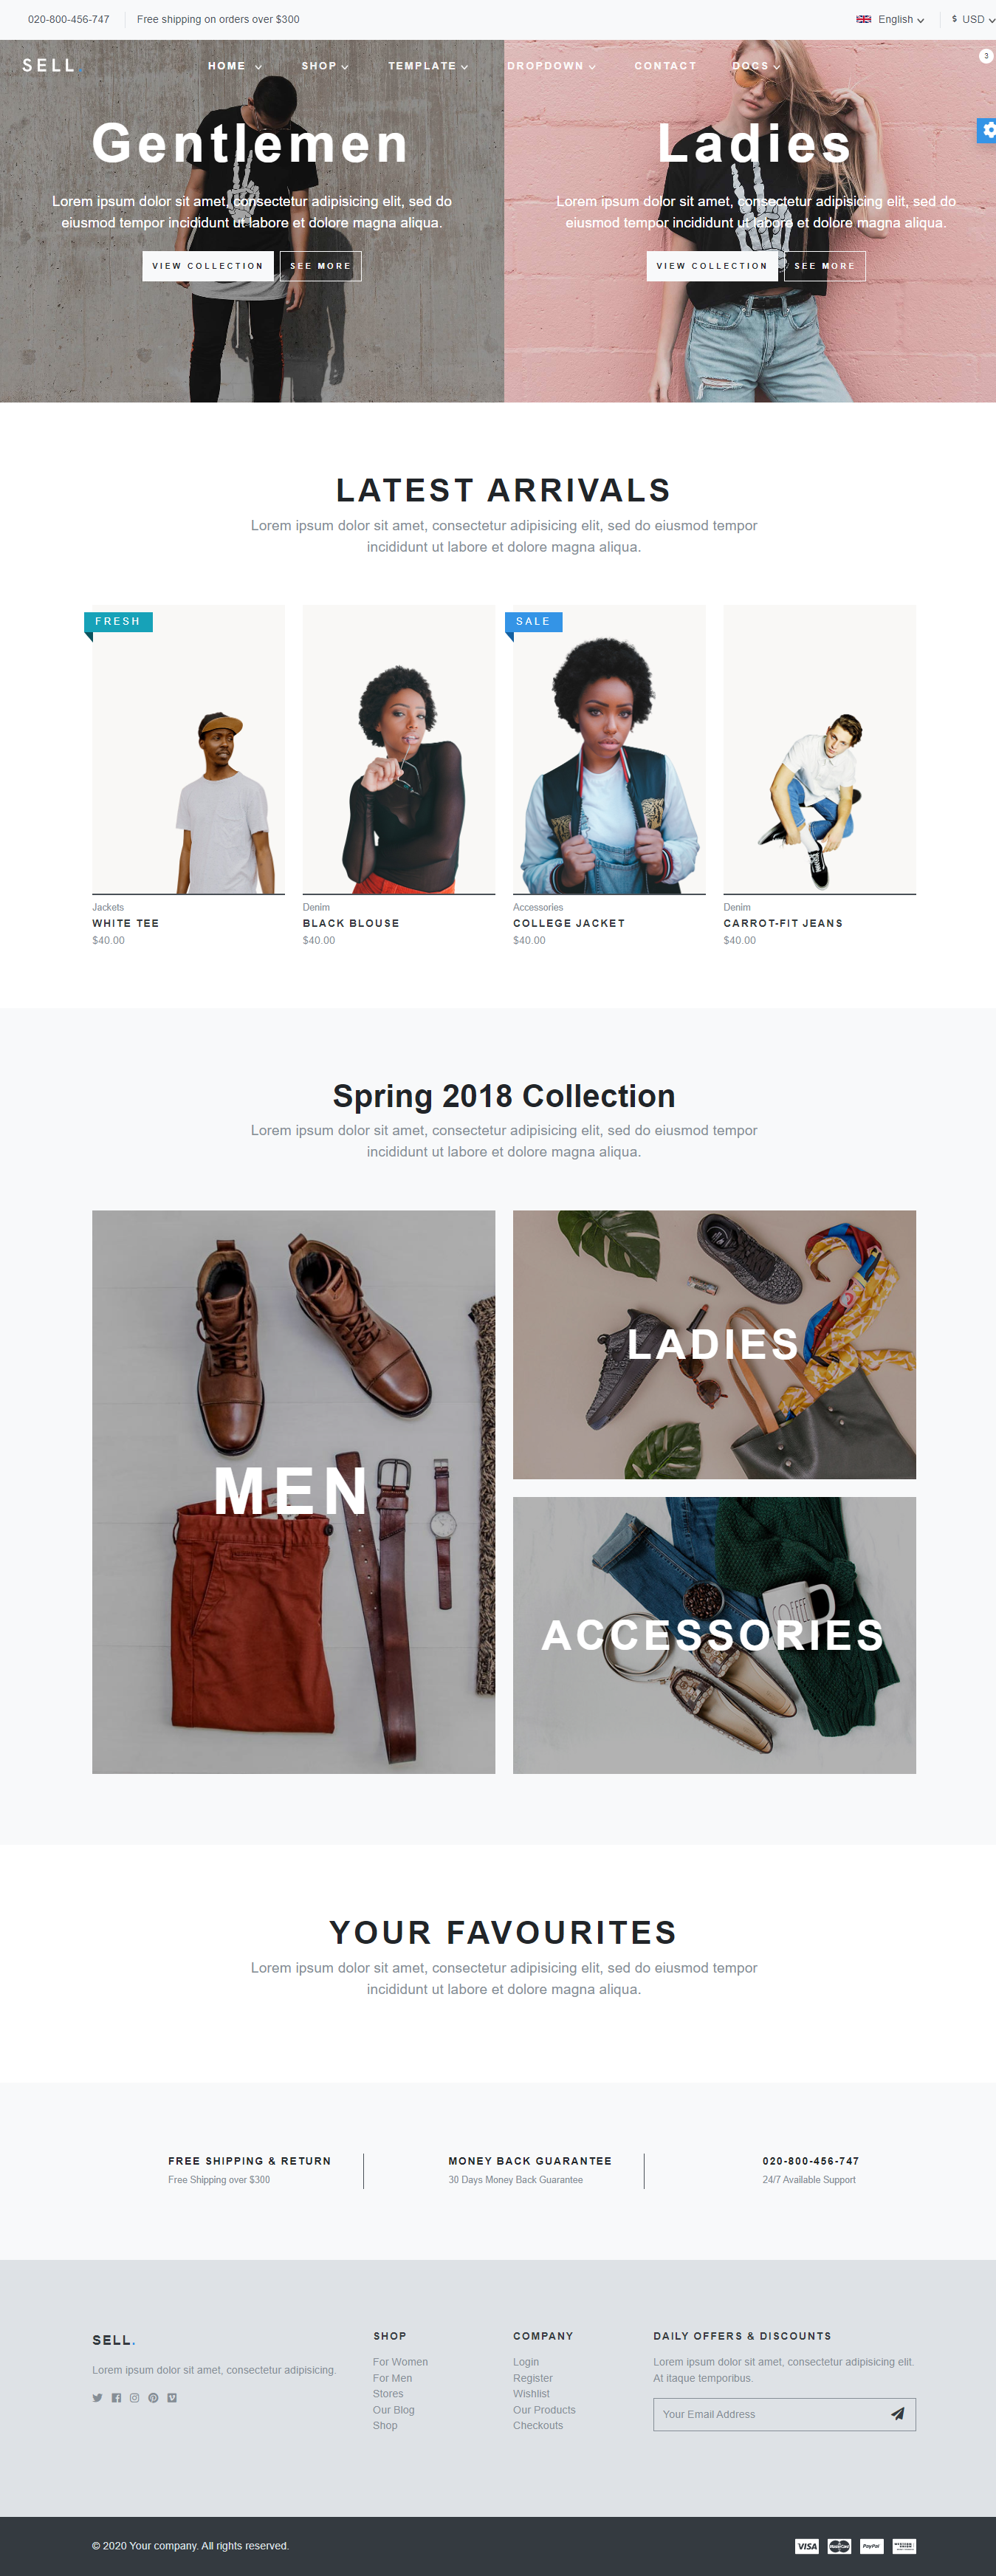 020-800-456-747
Free shipping on orders over $300
English
$ USD
SELL.
HOME
SHOP
TEMPLATE
DROPDOWN
CONTACT
DOCS
3
Gentlemen
Lorem ipsum dolor sit amet, consectetur adipisicing elit, sed do
eiusmod tempor incididunt ut labore et dolore magna aliqua.
VIEW COLLECTION
SEE MORE
Ladies
Lorem ipsum dolor sit amet, consectetur adipisicing elit, sed do
eiusmod tempor incididunt ut labore et dolore magna aliqua.
VIEW COLLECTION
SEE MORE
LATEST ARRIVALS
Lorem ipsum dolor sit amet, consectetur adipisicing elit, sed do eiusmod tempor
incididunt ut labore et dolore magna aliqua.
FRESH
Jackets
WHITE TEE
$40.00
Denim
BLACK BLOUSE
$40.00
SALE
Accessories
COLLEGE JACKET
$40.00
Denim
CARROT-FIT JEANS
$40.00
Spring 2018 Collection
Lorem ipsum dolor sit amet, consectetur adipisicing elit, sed do eiusmod tempor
incididunt ut labore et dolore magna aliqua.
MEN
LADIES
COFFEE
ACCESSORIES
YOUR FAVOURITES
Lorem ipsum dolor sit amet, consectetur adipisicing elit, sed do eiusmod tempor
incididunt ut labore et dolore magna aliqua.
FREE SHIPPING & RETURN
Free Shipping over $300
MONEY BACK GUARANTEE
30 Days Money Back Guarantee
020-800-456-747
24/7 Available Support
SELL.
Lorem ipsum dolor sit amet, consectetur adipisicing.
SHOP
For Women
For Men
Stores
Our Blog
Shop
COMPANY
Login
Register
Wishlist
Our Products
Checkouts
DAILY OFFERS & DISCOUNTS
Lorem ipsum dolor sit amet, consectetur adipisicing elit.
At itaque temporibus.
Your Email Address
© 2020 Your company. All rights reserved.
VISA
MasterCard
PayPal